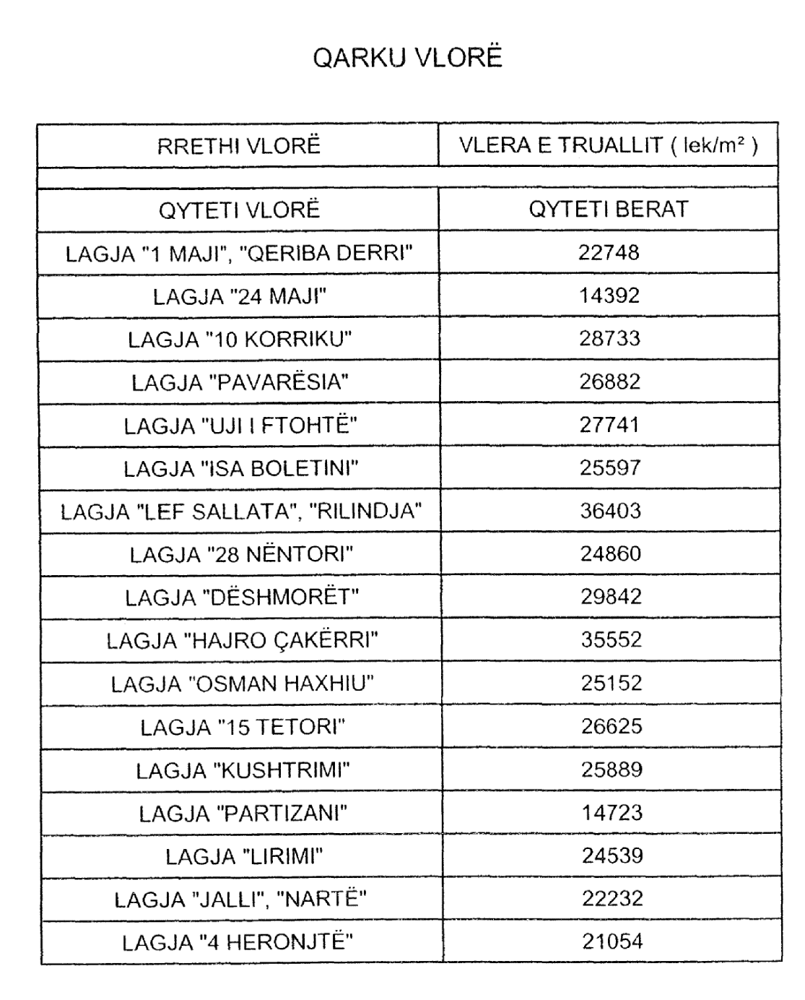 QARKU VLORË
RRETHI VLORË VLERA E TRUALLIT ( lek/m² )
QYTETI VLORË QYTETI BERAT
LAGJA "1 MAJI", "QERIBA DERRI" 22748
LAGJA "24 MAJI" 14392
LAGJA "10 KORRIKU" 28733
LAGJA "PAVARËSIA" 26882
LAGJA "UJI I FTOHTË" 27741
LAGJA "ISA BOLETINI" 25597
LAGJA "LEF SALLATA", "RILINDJA" 36403
LAGJA "28 NËNTORI" 24860
LAGJA "DËSHMORËT" 29842
LAGJA "HAJRO ÇAKËRRI" 35552
LAGJA "OSMAN HAXHIU" 25152
LAGJA "15 TETORI" 26625
LAGJA "KUSHTRIMI" 25889
LAGJA "PARTIZANI" 14723
LAGJA "LIRIMI" 24539
LAGJA "JALLI", "NARTË" 22232
LAGJA "4 HERONJTË" 21054